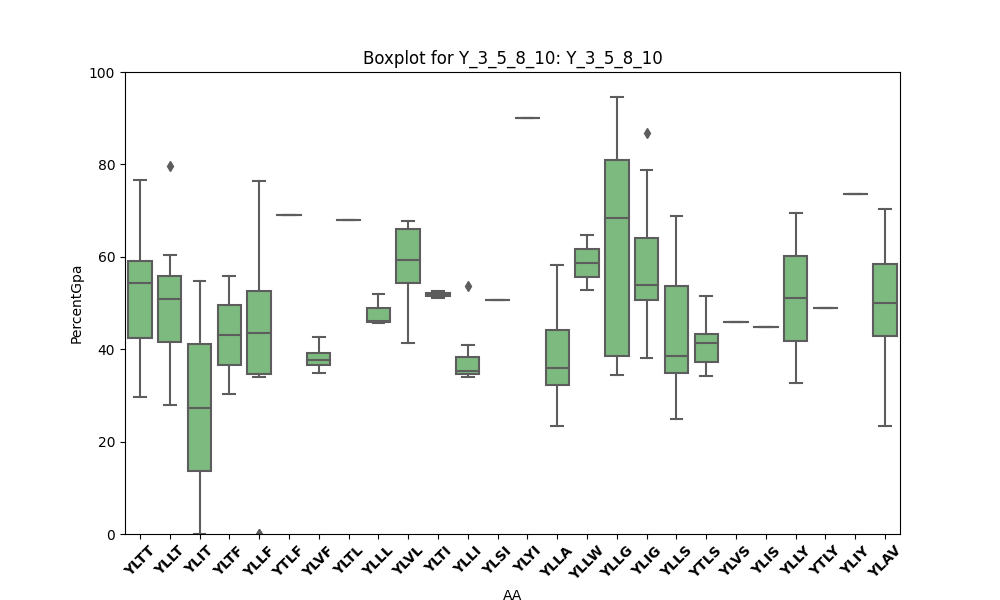 Boxplot for Y_3_5_8_10: Y_3_5_8_10
PercentGpa
100
80
60
40
20
0
YLTT YLLT YLIT YLTF YLLF YTLF YLVF YLTL YLLL YLVL YLTI YLLI YLSI YLYI YLLA YLLW YLLG YLIG YLLS YTLS YLVS YLIS YLLY YTLY YLIY YLAV
AA